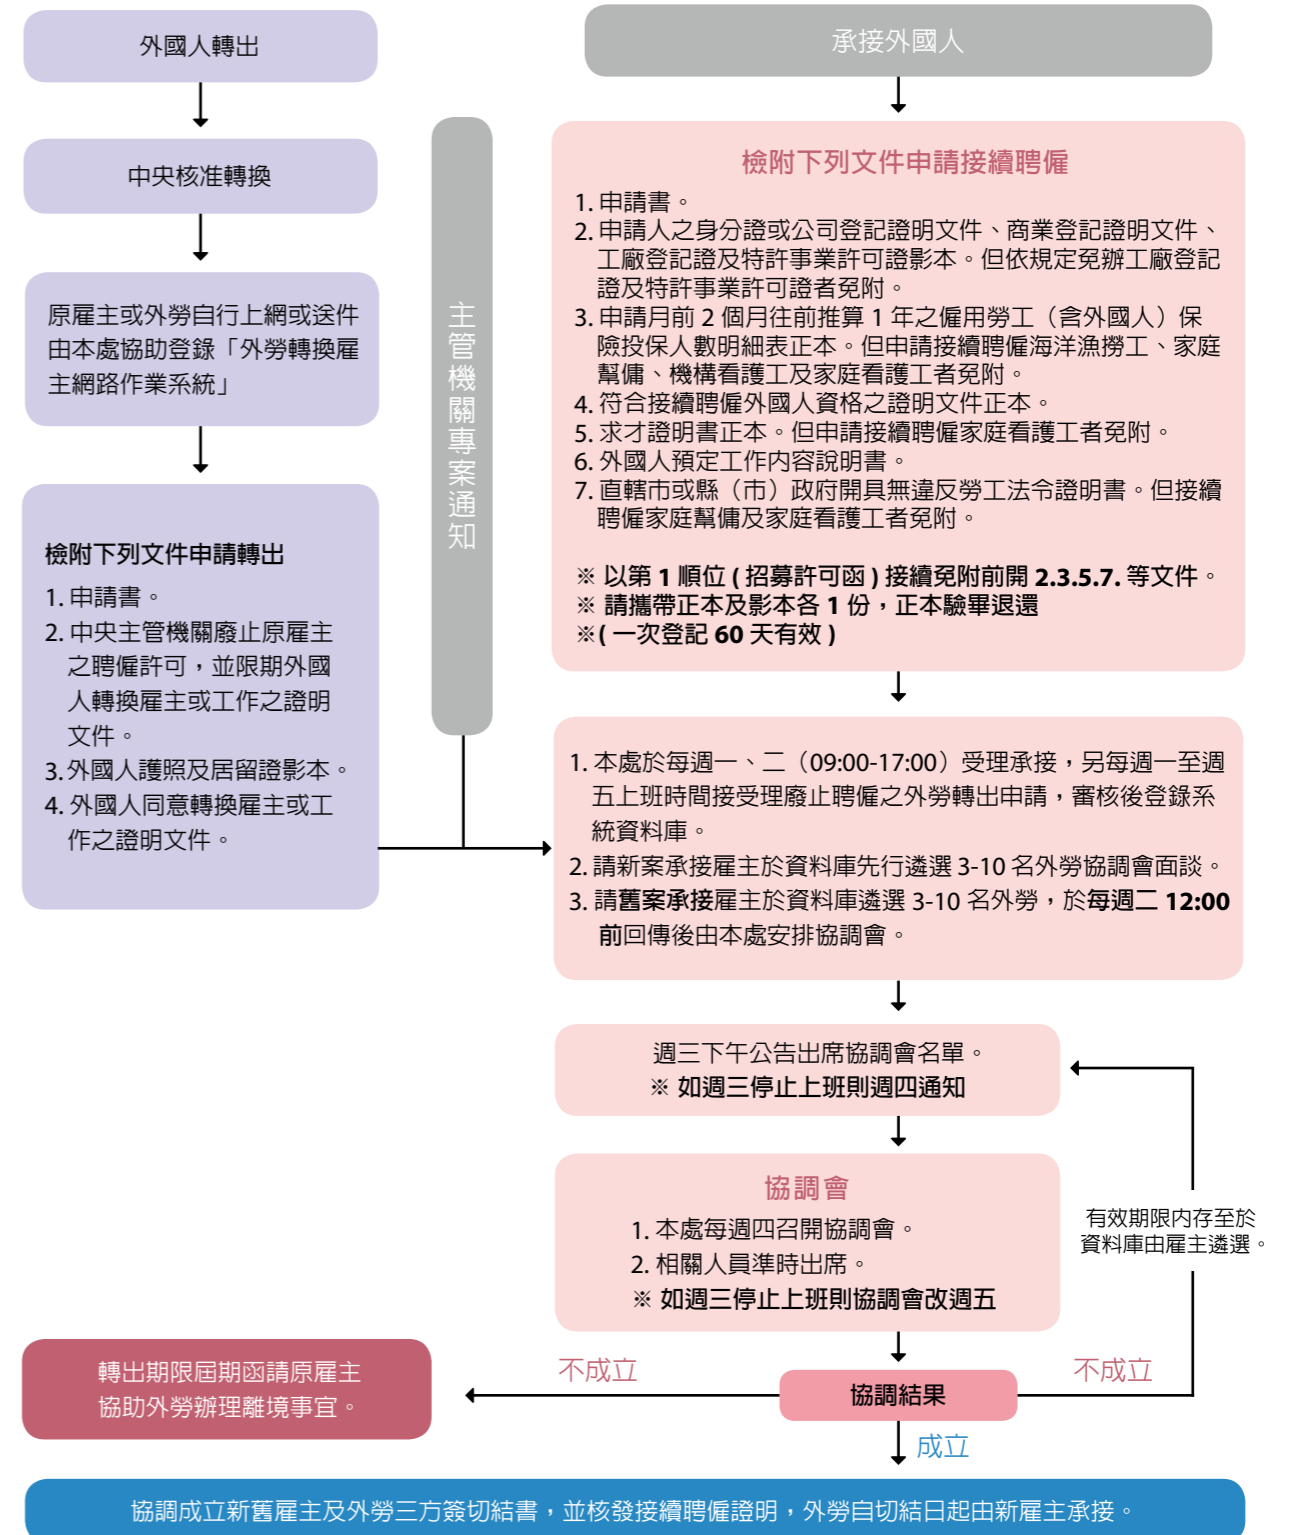 外國人轉出
中央核准轉換
原雇主或外勞自行上網或送件
由本處協助登錄「外勞轉換雇
主網路作業系統」
檢附下列文件申請轉出
1. 申請書。
2. 中央主管機關廢止原雇主
之聘僱許可，並限期外國
人轉換雇主或工作之證明
文件。
3. 外國人護照及居留證影本。
4. 外國人同意轉換雇主或工
作之證明文件。
主管機關專案通知
承接外國人
檢附下列文件申請接續聘僱
1. 申請書。
2. 申請人之身分證或公司登記證明文件、商業登記證明文件、
工廠登記證及特許事業許可證影本。但依規定免辦工廠登記
證及特許事業許可證者免附。
3. 申請月前 2 個月往前推算 1 年之僱用勞工（含外國人）保
險投保人數明細表正本。但申請接續聘僱海洋漁撈工、家庭
幫傭、機構看護工及家庭看護工者免附。
4. 符合接續聘僱外國人資格之證明文件正本。
5. 求才證明書正本。但申請接續聘僱家庭看護工者免附。
6. 外國人預定工作內容說明書。
7. 直轄市或縣（市）政府開具無違反勞工法令證明書。但接續
聘僱家庭幫傭及家庭看護工者免附。
※ 以第 1 順位 ( 招募許可函 ) 接續免附前開 2.3.5.7. 等文件。
※ 請攜帶正本及影本各 1 份，正本驗畢退還
※( 一次登記 60 天有效 )
1. 本處於每週一、二（09:00-17:00）受理承接，另每週一至週
五上班時間接受理廢止聘僱之外勞轉出申請，審核後登錄系
統資料庫。
2. 請新案承接雇主於資料庫先行遴選 3-10 名外勞協調會面談。
3. 請舊案承接雇主於資料庫遴選 3-10 名外勞，於每週二 12:00
前回傳後由本處安排協調會。
週三下午公告出席協調會名單。
※ 如週三停止上班則週四通知
協調會
1. 本處每週四召開協調會。
2. 相關人員準時出席。
※ 如週三停止上班則協調會改週五
有效期限內存至於
資料庫由雇主遴選。
不成立
不成立
協調結果
轉出期限屆期函請原雇主
協助外勞辦理離境事宜。
成立
協調成立新舊雇主及外勞三方簽切結書，並核發接續聘僱證明，外勞自切結日起由新雇主承接。